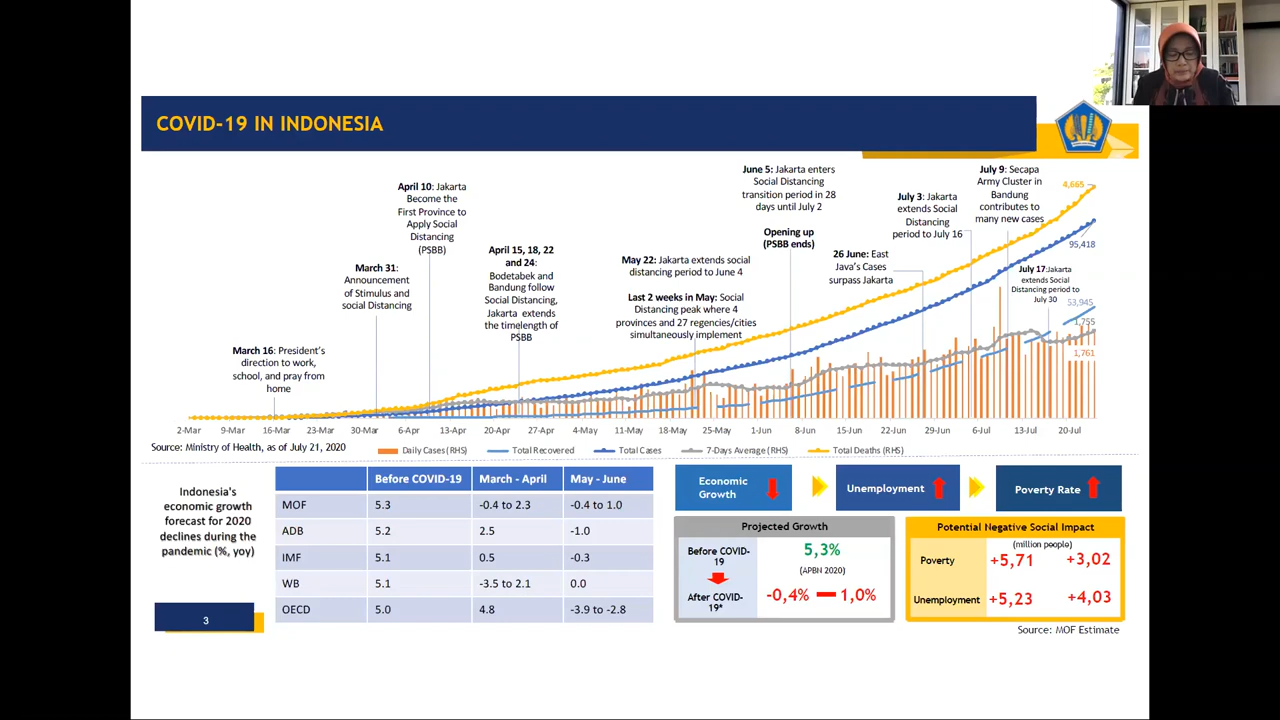 COVID-19 IN INDONESIA
June 5: Jakarta enters
Social Distancing
transition period in 28
days until July 2
Opening up
(PSBB ends)
July 9: Secapa
Army Cluster in
Bandung
contributes to
many new cases
4,665
April 10: Jakarta
Become the
First Province to
Apply Social
Distancing
(PSBB)
July 3: Jakarta
extends Social
Distancing
period to July 16
95,418
April 15, 18, 22
and 24:
Bodetabek and
Bandung follow
Social Distancing,
Jakarta extends
the timelength of
PSBB
May 22: Jakarta extends social
distancing period to June 4
Last 2 weeks in May: Social
Distancing peak where 4
provinces and 27 regencies/cities
simultaneously implement
26 June: East
Java's Cases
surpass Jakarta
March 31:
Announcement
of Stimulus and
social Distancing
July 17:Jakarta
extends Social
Distancing period to
July 30
53,945
1,755
1,761
March 16: President's
direction to work,
school, and pray from
home
2-Mar 9-Mar 16-Mar 23-Mar 30-Mar 6-Apr 13-Apr 20-Apr 27-Apr 4-May 11-May 18-May 25-May 1-Jun 8-Jun 15-Jun 22-Jun 29-Jun 6-Jul 13-Jul 20-Jul
Source: Ministry of Health, as of July 21, 2020
Daily Cases (RHS) Total Recovered Total Cases 7-Days Average (RHS) Total Deaths (RHS)
Indonesia's
economic growth
forecast for 2020
declines during the
pandemic (%, yoy)
Before COVID-19 March - April May - June
MOF 5.3 -0.4 to 2.3 -0.4 to 1.0
ADB 5.2 2.5 -1.0
IMF 5.1 0.5 -0.3
WB 5.1 -3.5 to 2.1 0.0
OECD 5.0 4.8 -3.9 to -2.8
3
Economic
Growth
Unemployment
Poverty Rate
Projected Growth
Before COVID-
19
5,3%
(APBN 2020)
After COVID-
19*
-0,4% 1,0%
Potential Negative Social Impact
(million people)
Poverty +5,71 +3,02
Unemployment +5,23 +4,03
Source: MOF Estimate